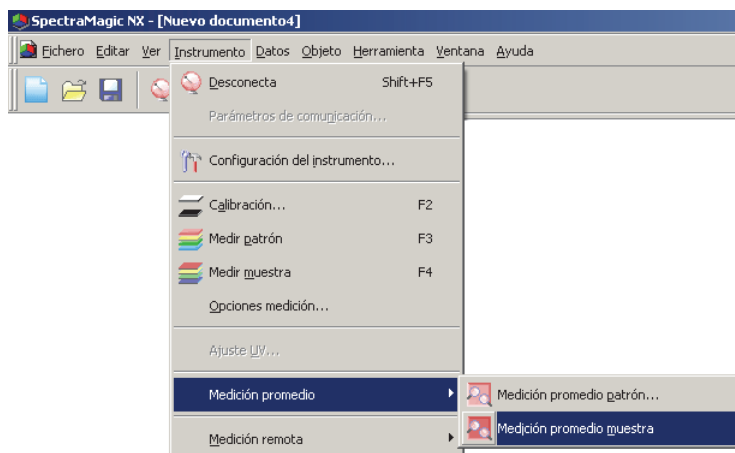 SpectraMagic NX - [Nuevo documento4]
Fichero Editar Ver Instrumento Datos Objeto Herramienta Ventana Ayuda
Desconecta Shift+F5
Parámetros de comunicación...
Configuración del instrumento...
Calibración... F2
Medir patrón F3
Medir muestra F4
Opciones medición...
Ajuste UV...
Medición promedio
Medición promedio patrón...
Medición promedio muestra
Medición remota